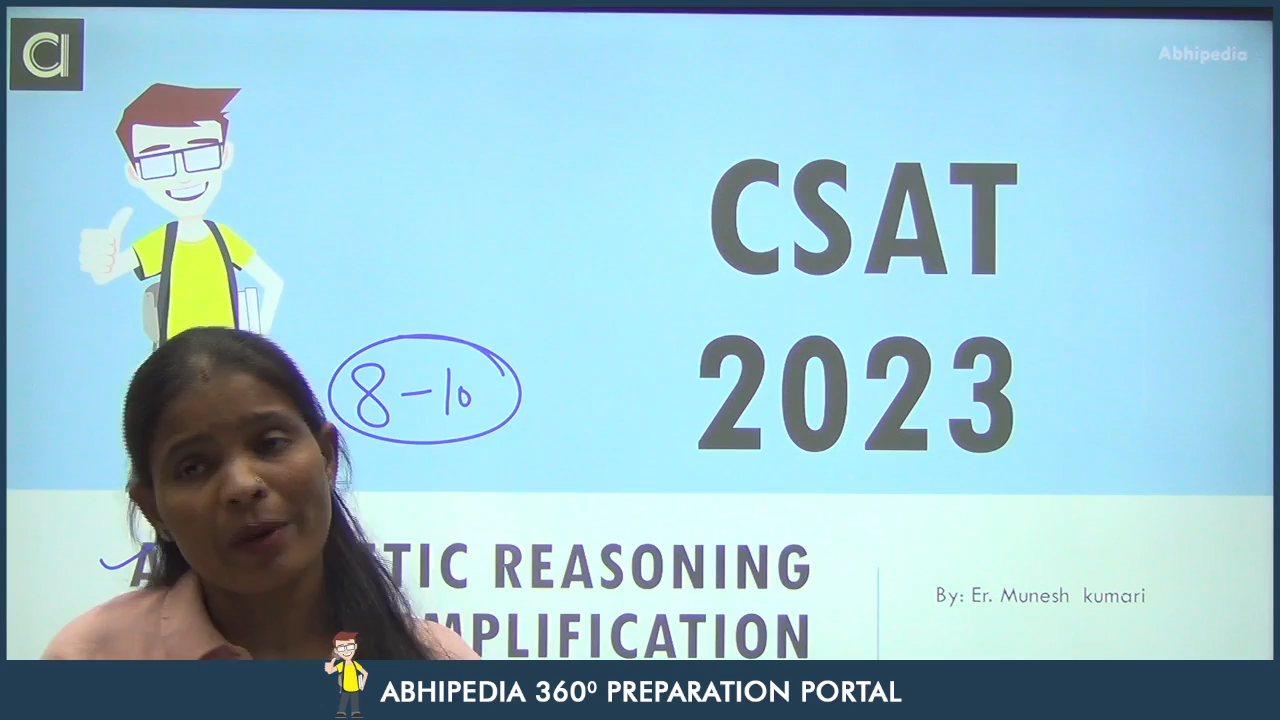 a
Abhipedia
CSAT
2023
8-10
TIC REASONING
MPLIFICATION
By: Er. Munesh kumari
ABHIPEDIA 360⁰ PREPARATION PORTAL